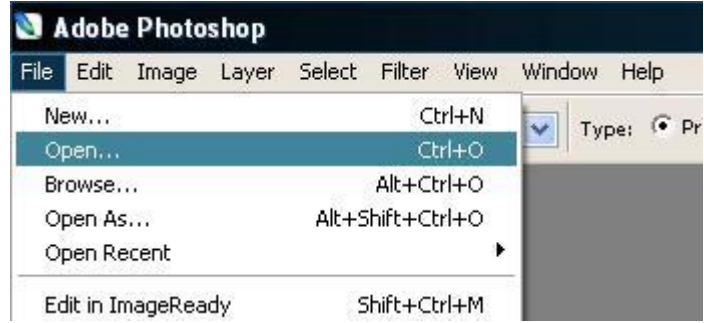 Adobe Photoshop
File Edit Image Layer Select Filter View Window Help
New... Ctrl+N
Type: Pr
Open... Ctrl+O
Browse... Alt+Ctrl+O
Open As... Alt+Shift+Ctrl+O
Open Recent
Edit in ImageReady Shift+Ctrl+M